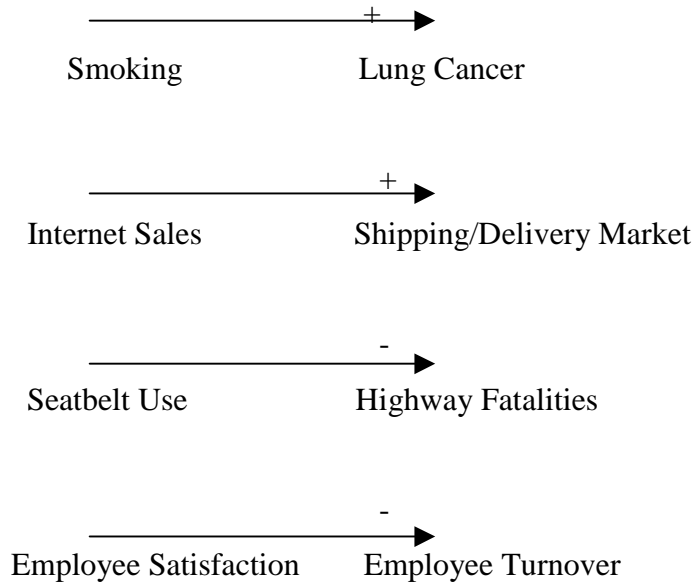 +
Smoking Lung Cancer
+
Internet Sales Shipping/Delivery Market
-
Seatbelt Use Highway Fatalities
-
Employee Satisfaction Employee Turnover